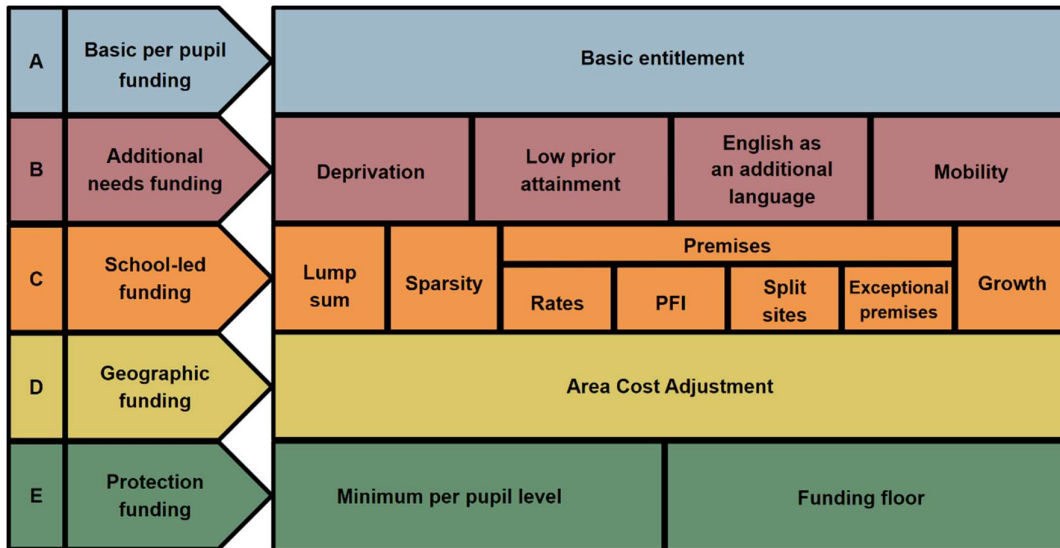 A
Basic per pupil
funding
Basic entitlement
B
Additional
needs funding
Deprivation
Low prior
attainment
English as
an additional
language
Mobility
C
School-led
funding
Lump
sum
Sparsity
Premises
Rates
PFI
Split
sites
Exceptional
premises
Growth
D
Geographic
funding
Area Cost Adjustment
E
Protection
funding
Minimum per pupil level
Funding floor